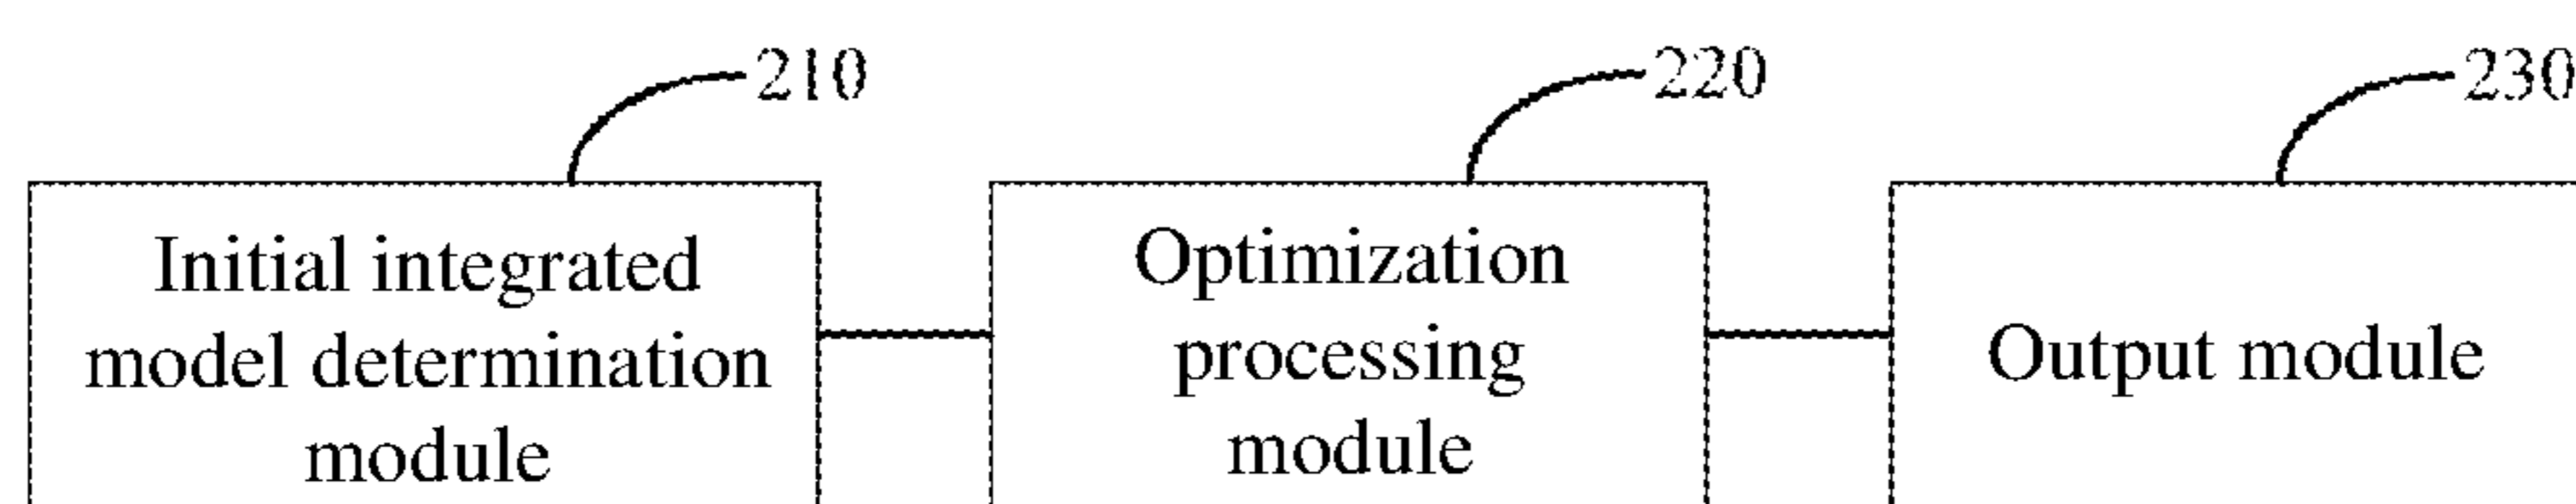 210
220
230
Initial integrated
model determination
module
Optimization
processing
module
Output module